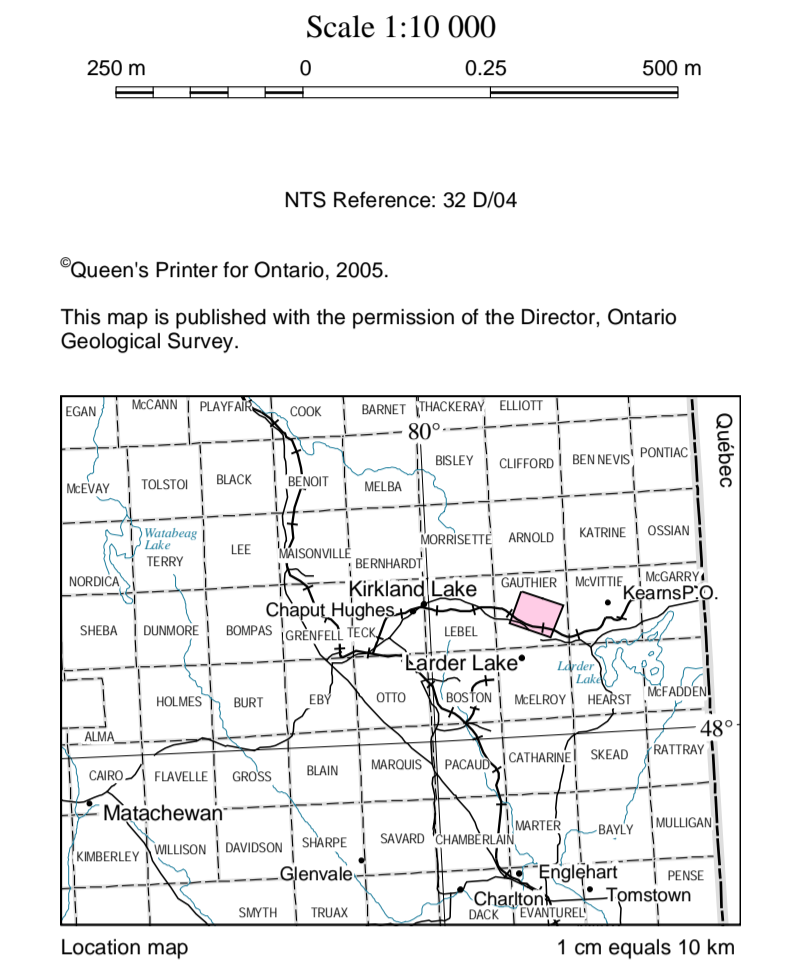 Scale 1:10 000
250 m 0 0.25 500 m
NTS Reference: 32 D/04
©Queen's Printer for Ontario, 2005.
This map is published with the permission of the Director, Ontario
Geological Survey.
EGAN McCANN PLAYFAIR COOK BARNET THACKERAY ELLIOTT
80°
Québec
McEVAY TOLSTOI BLACK BENOIT MELBA BISLEY CLIFFORD BEN NEVIS PONTIAC
Watabeag
Lake
TERRY LEE MAISONVILLE BERNHARDT MORRISETTE ARNOLD KATRINE OSSIAN
NORDICA GAUTHIER McVITTIE McGARRY
Kirkland Lake KearnsP.O.
Chaput Hughes
SHEBA DUNMORE BOMPAS GRENFELL TECK LEBEL
Larder Lake
Larder
Lake
HOLMES BURT EBY OTTO BOSTON McELROY HEARST McFADDEN
48°
ALMA
CAIRO FLAVELLE GROSS BLAIN MARQUIS PACAUD CATHARINE SKEAD RATTRAY
Matachewan
KIMBERLEY WILLISON DAVIDSON SHARPE SAVARD CHAMBERLAIN MARTER BAYLY MULLIGAN
Glenvale Englehart PENSE
Charlton Tomstown
SMYTH TRUAX DACK EVANTUREL
Location map 1 cm equals 10 km